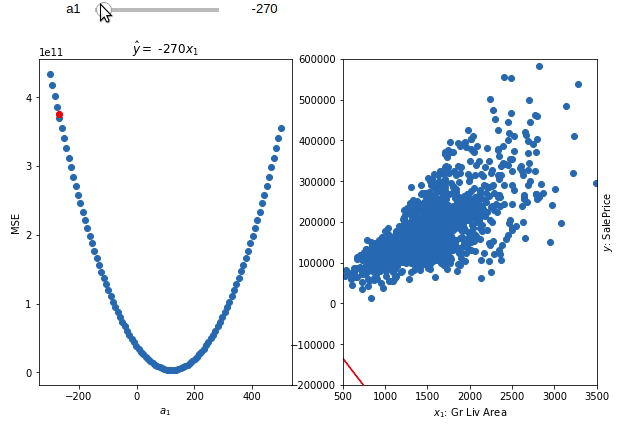 a1 -270
1e11
ŷ = -270x₁
4
3
2
1
0
MSE
−200 0 200 400
a₁
600000
500000
400000
300000
200000
100000
0
−100000
−200000
500 1000 1500 2000 2500 3000 3500
x₁: Gr Liv Area
y: SalePrice